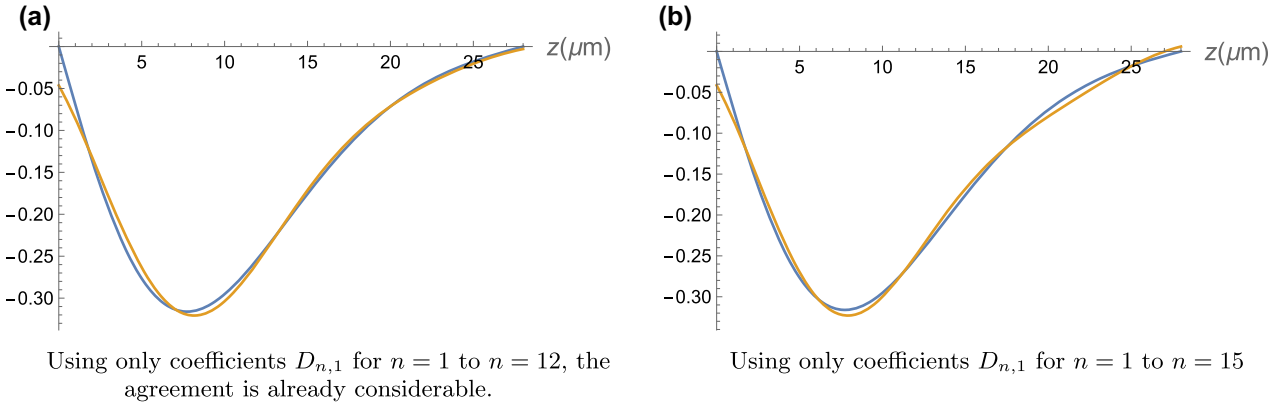 (a)
z(μm)
5 10 15 20 25
-0.05
-0.10
-0.15
-0.20
-0.25
-0.30
Using only coefficients D_{n,1} for n = 1 to n = 12, the
agreement is already considerable.
(b)
z(μm)
5 10 15 20 25
-0.05
-0.10
-0.15
-0.20
-0.25
-0.30
Using only coefficients D_{n,1} for n = 1 to n = 15